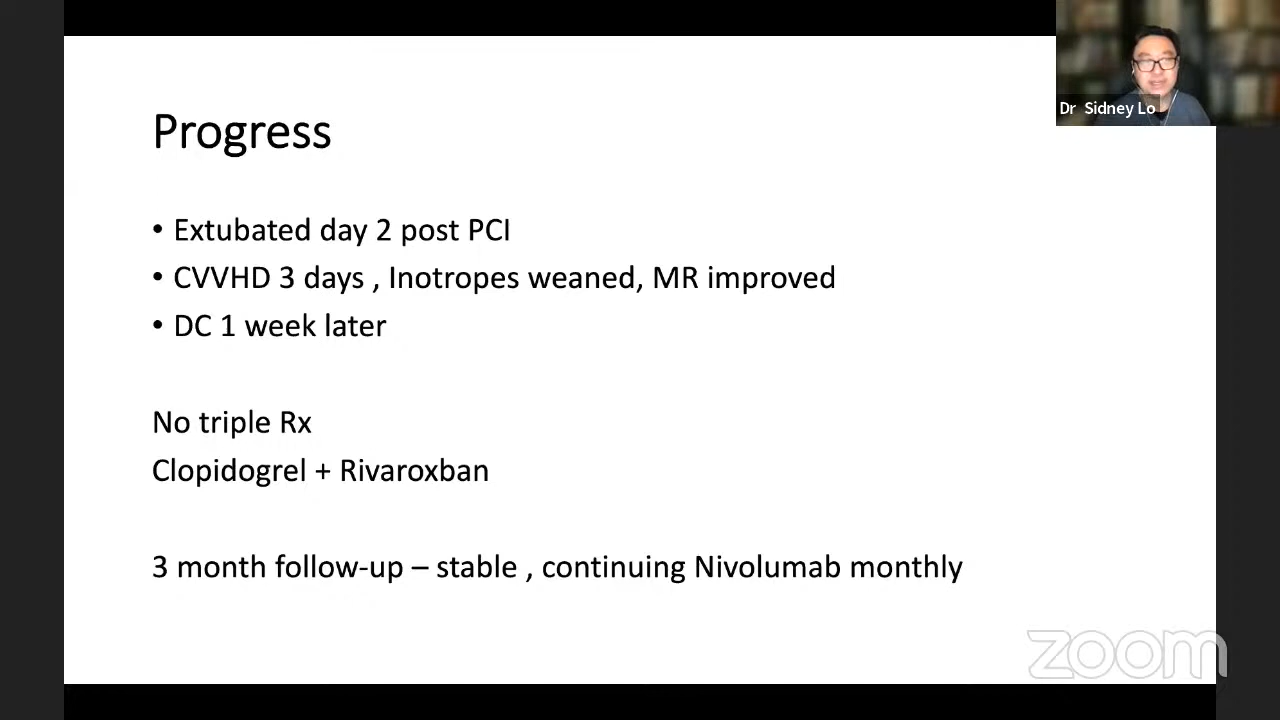 Dr Sidney Lo
Progress
• Extubated day 2 post PCI
• CVVHD 3 days , Inotropes weaned, MR improved
• DC 1 week later
No triple Rx
Clopidogrel + Rivaroxban
3 month follow-up – stable , continuing Nivolumab monthly
zoom